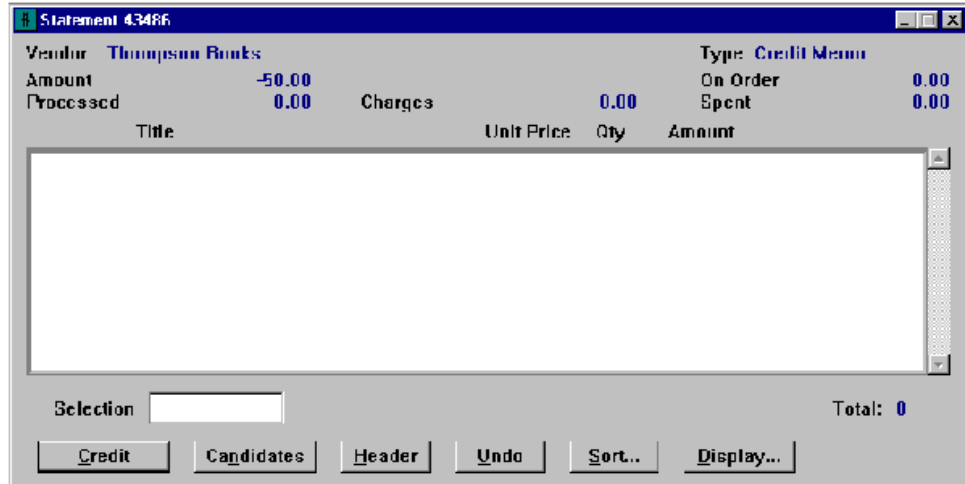 Statement 43486
Vendor Thompson Books Type Credit Memo
Amount -50.00 On Order 0.00
Processed 0.00 Charges 0.00 Spent 0.00
Title Unit Price Qty Amount
Selection Total: 0
Credit Candidates Header Undo Sort... Display...